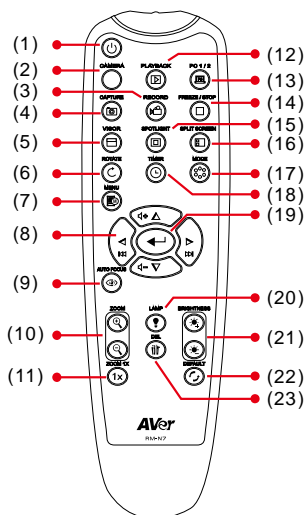 (1)
(2)
(3)
(4)
(5)
(6)
(7)
(8)
(9)
(10)
(11)
CAMERA
PLAYBACK
PC 1 / 2
RECORD
CAPTURE
FREEZE / STOP
VISOR
SPOTLIGHT
SPLIT SCREEN
ROTATE
TIMER
MODE
MENU
AUTO FOCUS
ZOOM
LAMP
BRIGHTNESS
DEL
ZOOM 1X
1x
DEFAULT
AVer
RM-N7
(12)
(13)
(14)
(15)
(16)
(17)
(18)
(19)
(20)
(21)
(22)
(23)